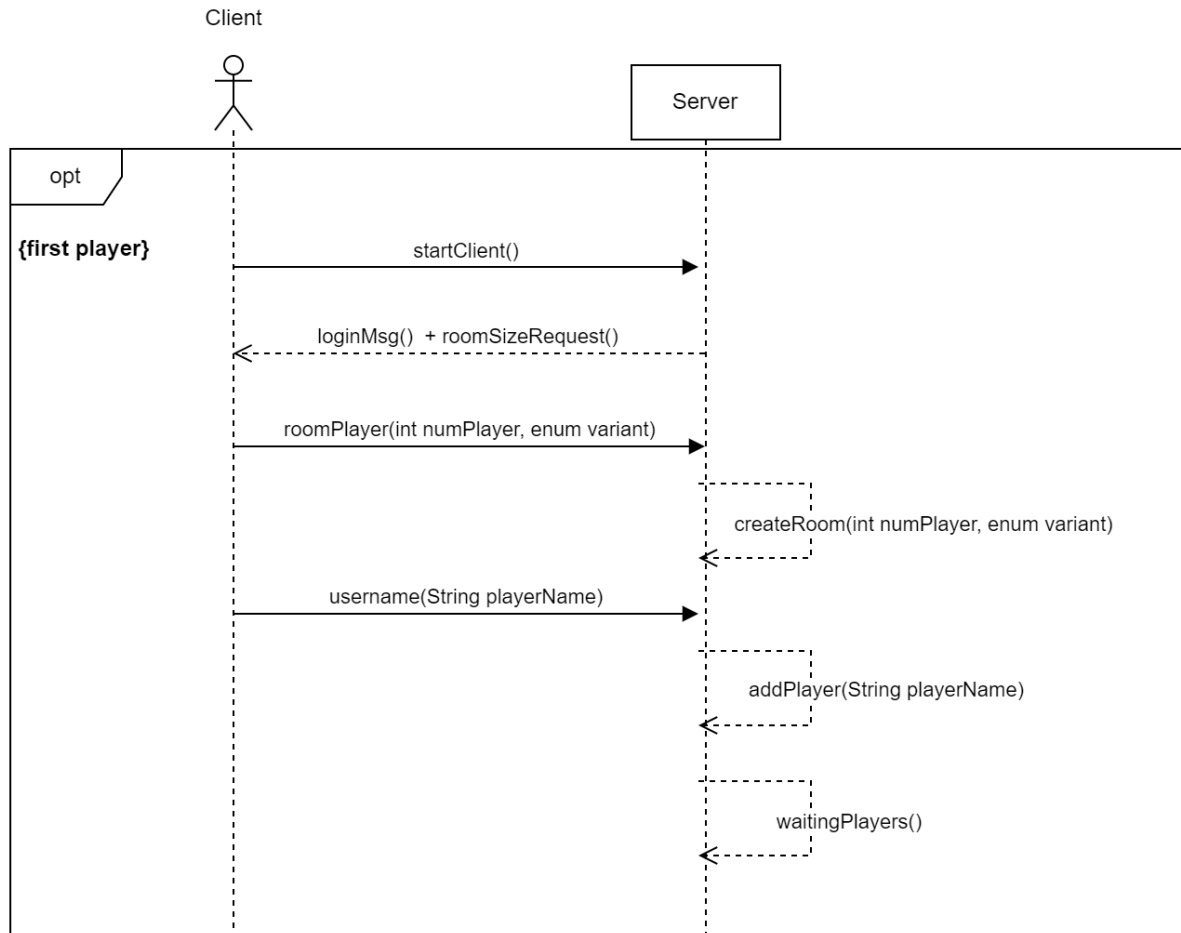 Client
Server
opt
{first player}
startClient()
loginMsg()  + roomSizeRequest()
roomPlayer(int numPlayer, enum variant)
createRoom(int numPlayer, enum variant)
username(String playerName)
addPlayer(String playerName)
waitingPlayers()